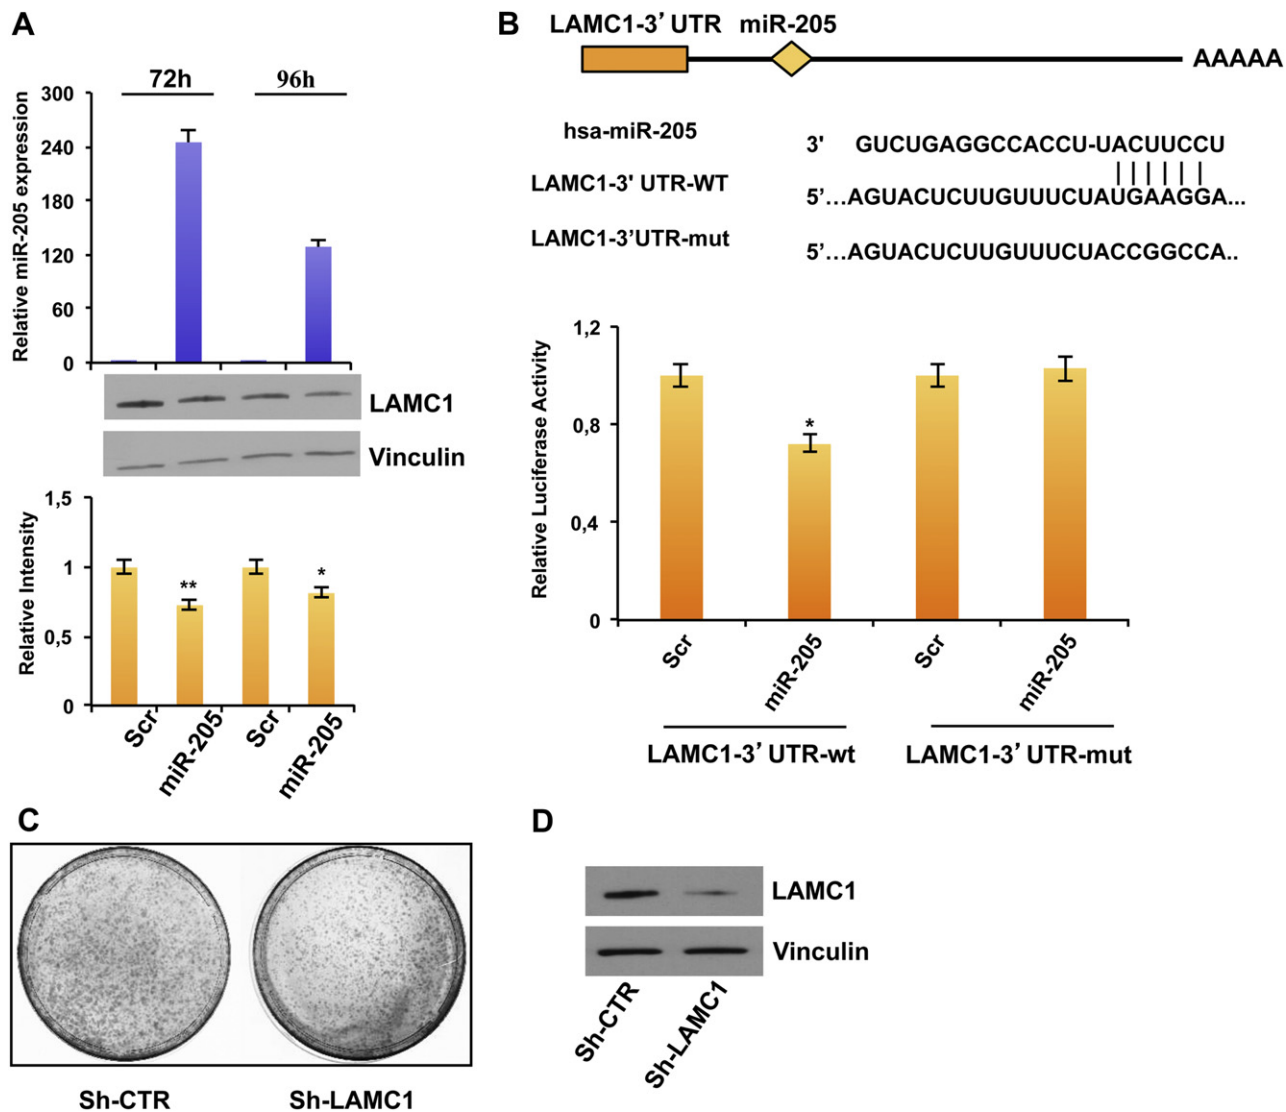 A
72h 96h
Relative miR-205 expression
300
240
180
120
60
0
LAMC1
Vinculin
Relative Intensity
1,5
1
0,5
0
** *
Scr miR-205 Scr miR-205
B
LAMC1-3' UTR miR-205
AAAAA
hsa-miR-205 3' GUCUGAGGCCACCU-UACUUCCU
LAMC1-3' UTR-WT 5'...AGUACUCUUGUUUCUAUGAAGGA...
LAMC1-3'UTR-mut 5'...AGUACUCUUGUUUCUACCGGCCA..
Relative Luciferase Activity
1,2
0,8
0,4
0
*
Scr miR-205 Scr miR-205
LAMC1-3' UTR-wt LAMC1-3' UTR-mut
C
Sh-CTR Sh-LAMC1
D
LAMC1
Vinculin
Sh-CTR Sh-LAMC1